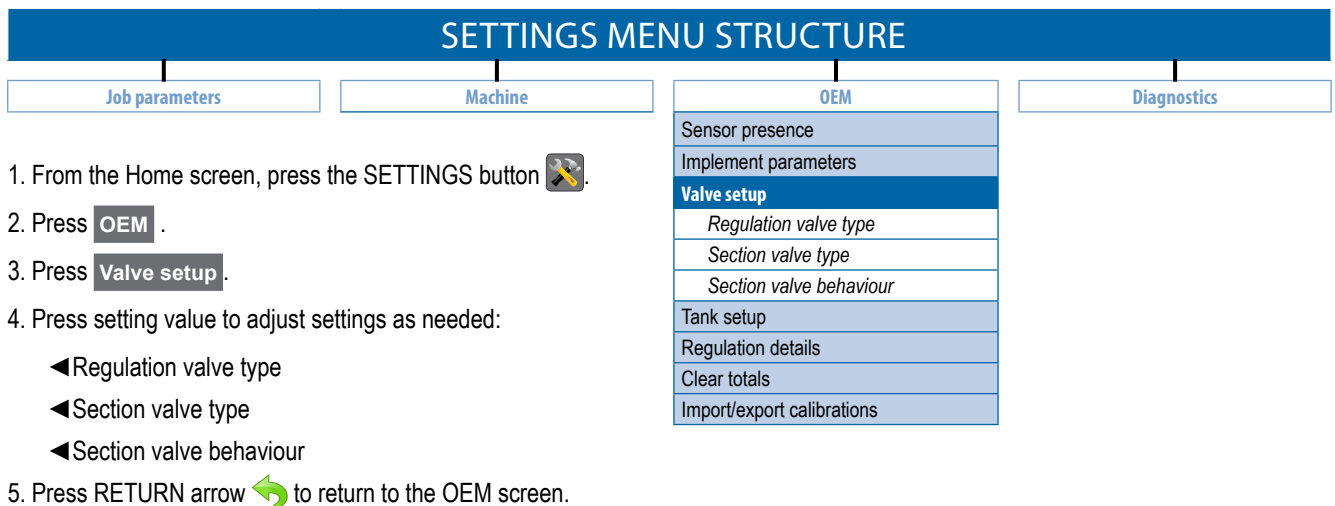 SETTINGS MENU STRUCTURE
Job parameters
Machine
OEM
Diagnostics
Sensor presence
Implement parameters
Valve setup
Regulation valve type
Section valve type
Section valve behaviour
Tank setup
Regulation details
Clear totals
Import/export calibrations
1. From the Home screen, press the SETTINGS button .
2. Press OEM .
3. Press Valve setup .
4. Press setting value to adjust settings as needed:
◄Regulation valve type
◄Section valve type
◄Section valve behaviour
5. Press RETURN arrow to return to the OEM screen.